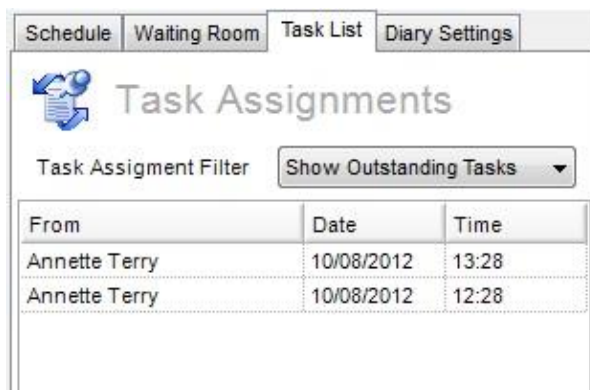 Schedule Waiting Room Task List Diary Settings
Task Assignments
Task Assigment Filter Show Outstanding Tasks
From Date Time
Annette Terry 10/08/2012 13:28
Annette Terry 10/08/2012 12:28